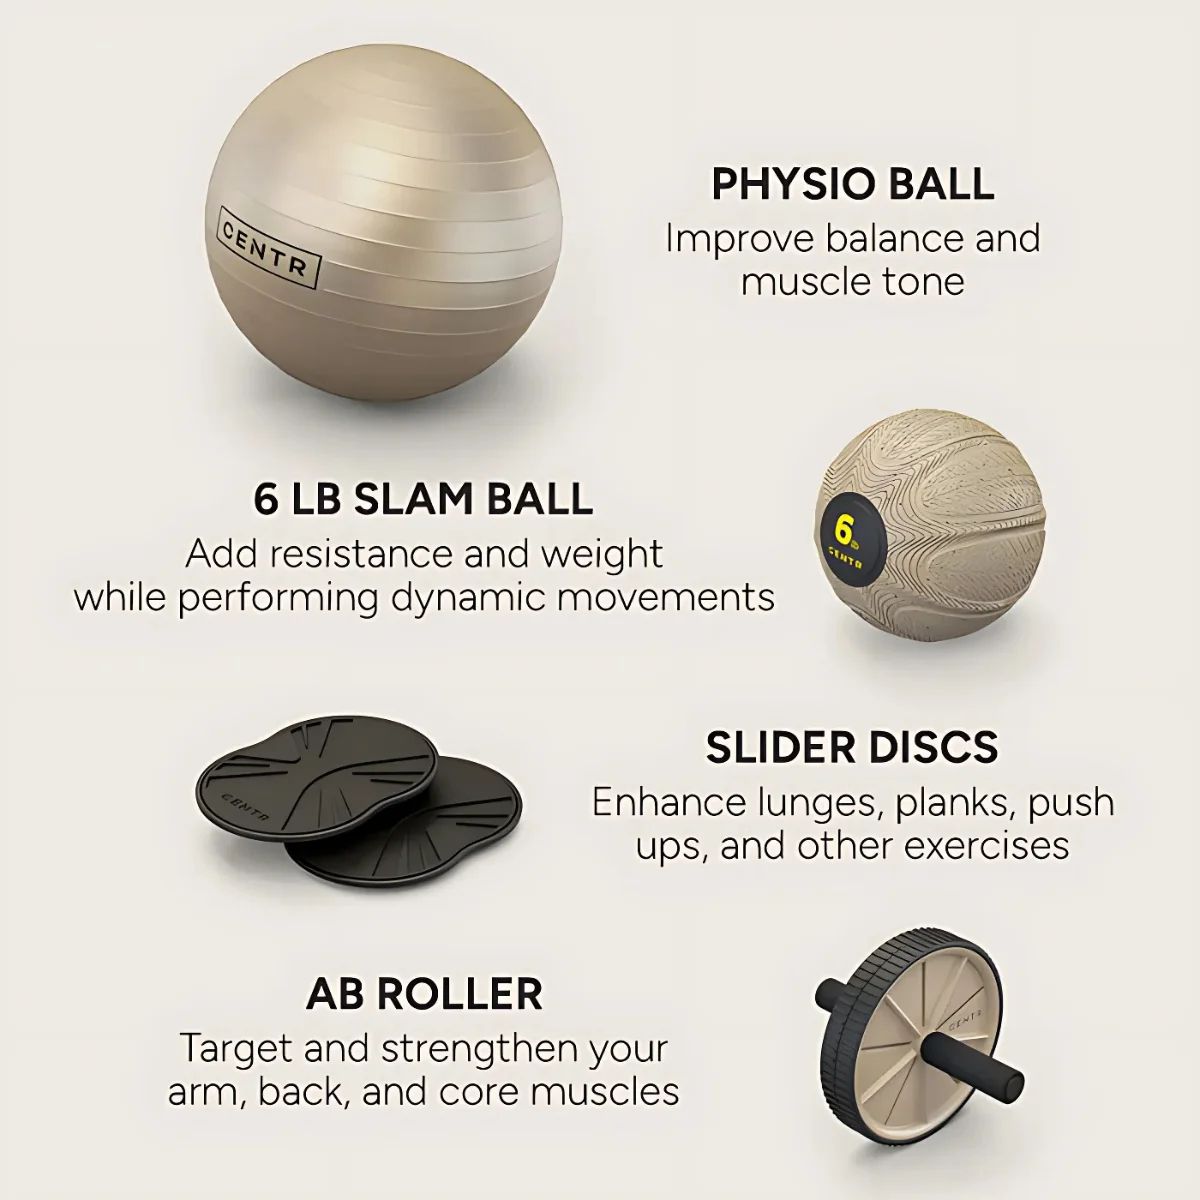 CENTR
PHYSIO BALL
Improve balance and
muscle tone
6 LB SLAM BALL
Add resistance and weight
while performing dynamic movements
6
CENTR
SLIDER DISCS
Enhance lunges, planks, push
ups, and other exercises
CENTR
AB ROLLER
Target and strengthen your
arm, back, and core muscles
CENTR